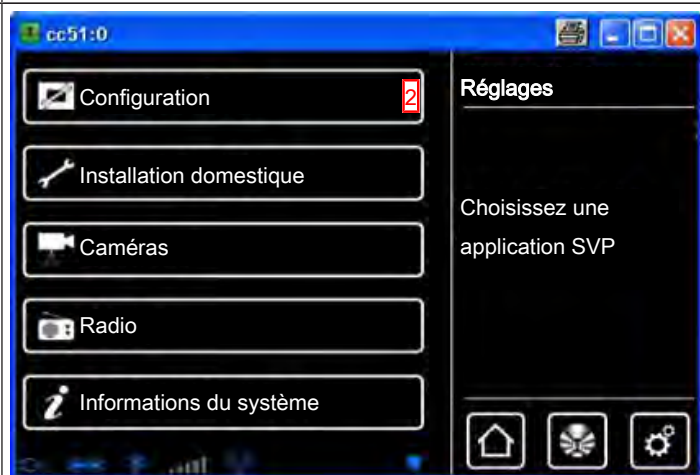 cc51:0
Configuration 2
Installation domestique
Caméras
Radio
Informations du système
Réglages
Choisissez une
application SVP